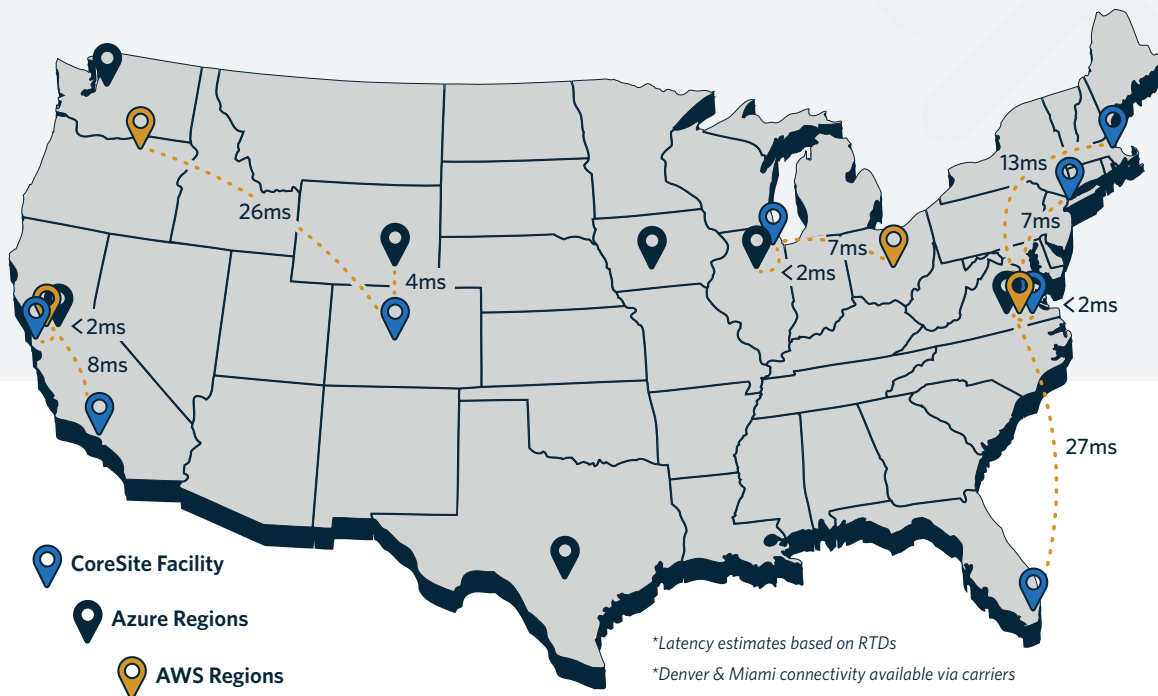 13ms
26ms
7ms
7ms
<2ms
4ms
<2ms
<2ms
8ms
27ms
CoreSite Facility
Azure Regions
AWS Regions
*Latency estimates based on RTDs
*Denver & Miami connectivity available via carriers